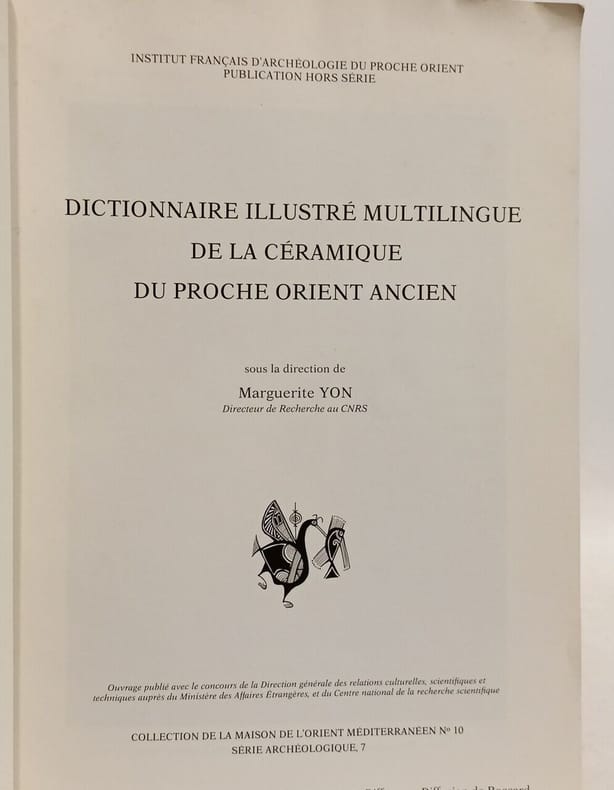 INSTITUT FRANÇAIS D'ARCHÉOLOGIE DU PROCHE ORIENT
PUBLICATION HORS SÉRIE
DICTIONNAIRE ILLUSTRÉ MULTILINGUE
DE LA CÉRAMIQUE
DU PROCHE ORIENT ANCIEN
sous la direction de
Marguerite YON
Directeur de Recherche au CNRS
Ouvrage publié avec le concours de la Direction générale des relations culturelles, scientifiques et
techniques auprès du Ministère des Affaires Étrangères, et du Centre national de la recherche scientifique
COLLECTION DE LA MAISON DE L'ORIENT MÉDITERRANÉEN Nº 10
SÉRIE ARCHÉOLOGIQUE, 7
Diffusion de Boccard